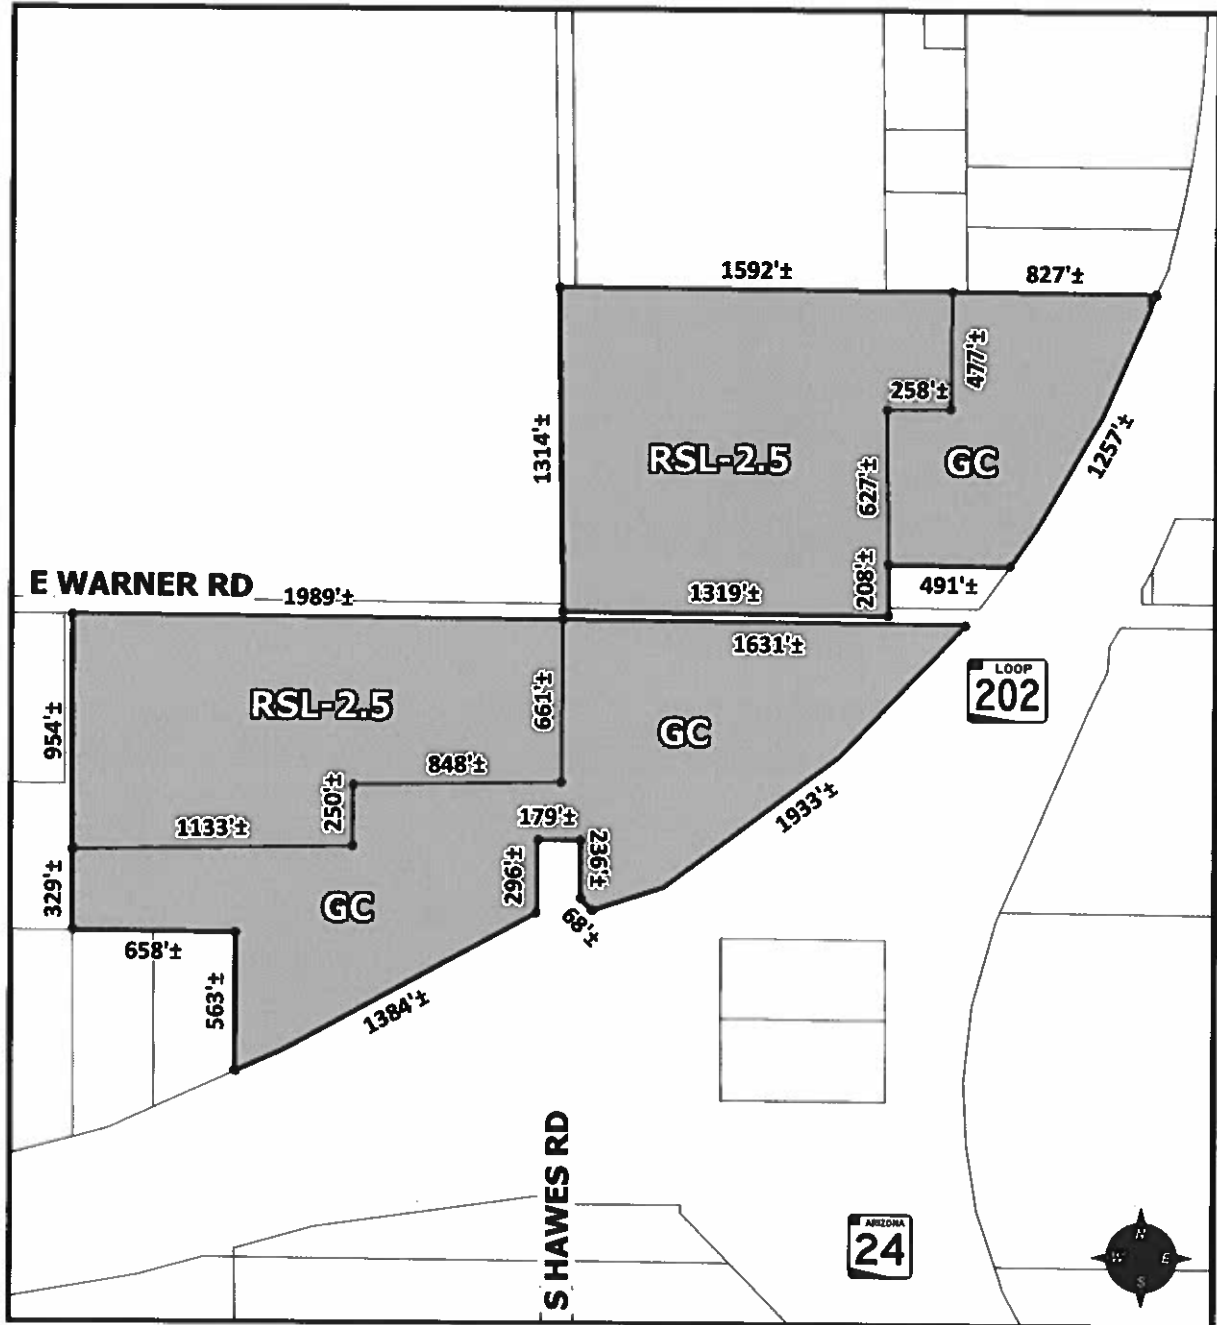 1592'±
827'±
477'±
258'±
1314'±
RSL-2.5
GC
1257'±
627'±
E WARNER RD
1989'±
1319'±
208'±
491'±
1631'±
LOOP
202
954'±
RSL-2.5
661'±
GC
848'±
250'±
179'±
1933'±
1133'±
236'±
329'±
296'±
GC
68'±
658'±
563'±
1384'±
S HAWES RD
ARIZONA
24
N
W
E
S